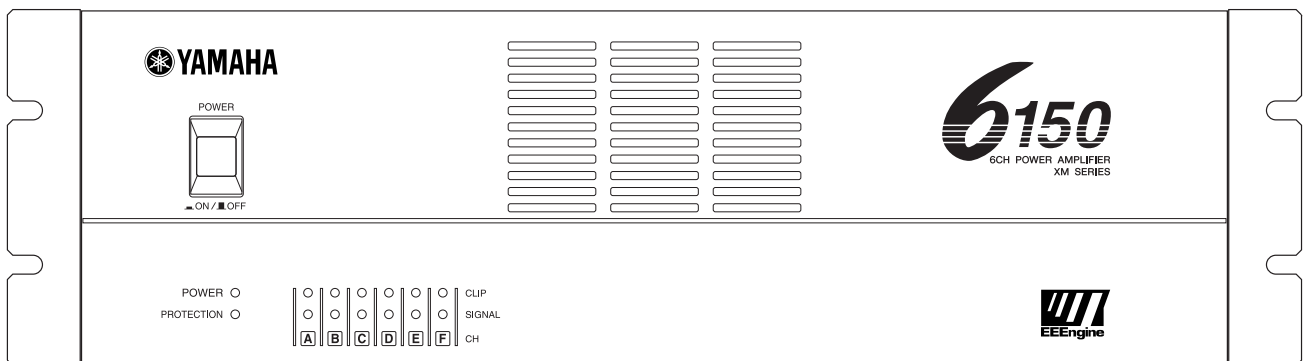 YAMAHA
POWER
ON / OFF
6150
6CH POWER AMPLIFIER
XM SERIES
POWER
PROTECTION
CLIP
SIGNAL
A B C D E F CH
EEEngine